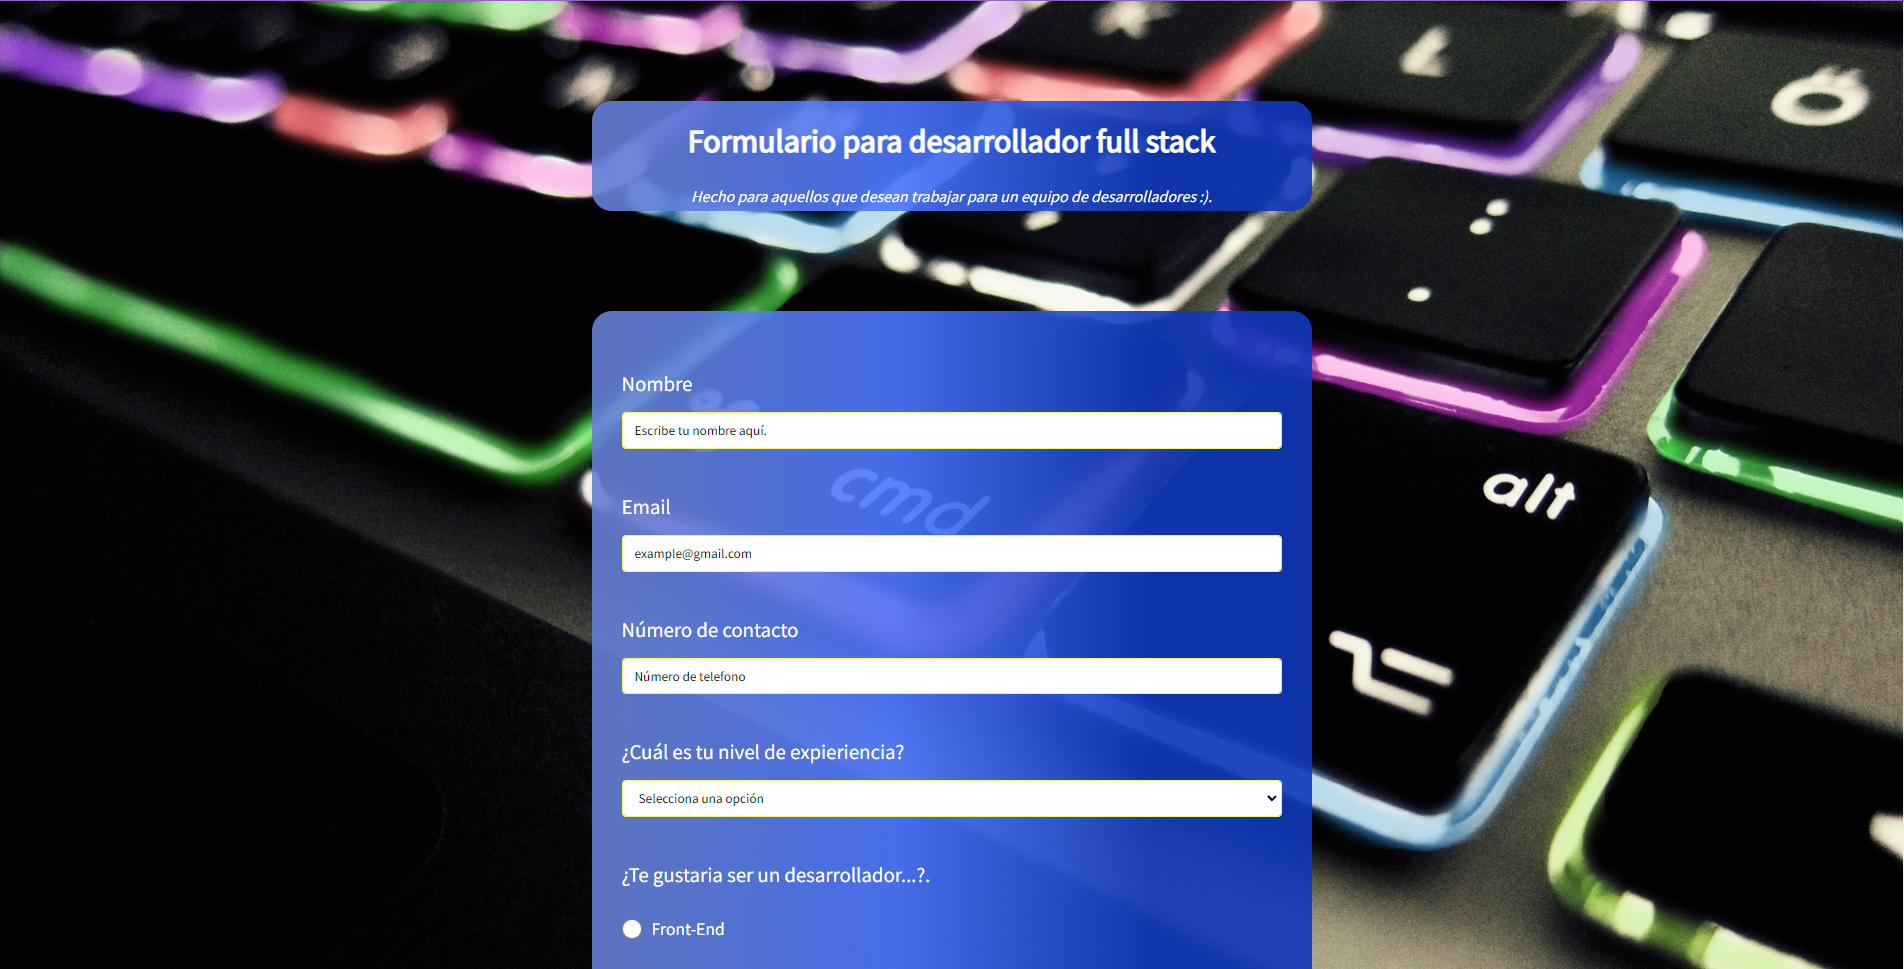 Formulario para desarrollador full stack
Hecho para aquellos que desean trabajar para un equipo de desarrolladores :).
Nombre
Escribe tu nombre aquí.
cmd
Email
example@gmail.com
alt
Número de contacto
Número de telefono
¿Cuál es tu nivel de expieriencia?
Selecciona una opción
¿Te gustaria ser un desarrollador...?.
Front-End